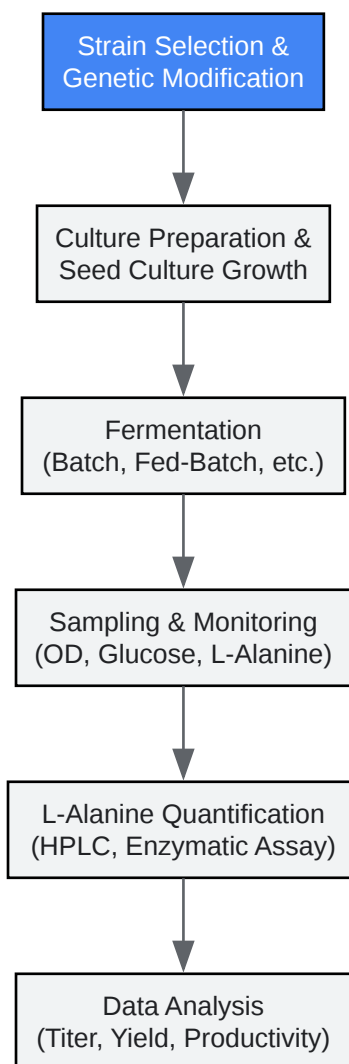 Strain Selection &
Genetic Modification
Culture Preparation &
Seed Culture Growth
Fermentation
(Batch, Fed-Batch, etc.)
Sampling & Monitoring
(OD, Glucose, L-Alanine)
L-Alanine Quantification
(HPLC, Enzymatic Assay)
Data Analysis
(Titer, Yield, Productivity)